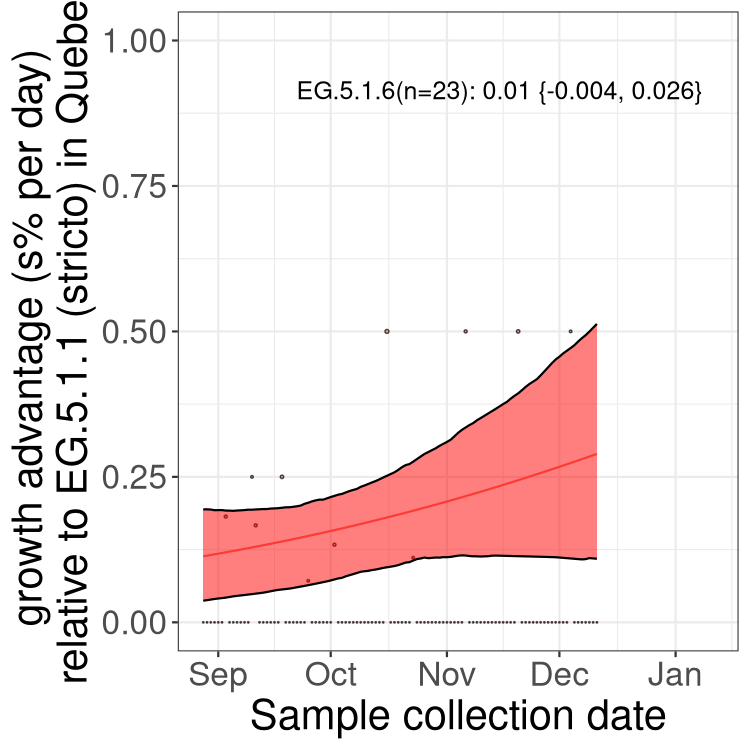 growth advantage (s% per day)
relative to EG.5.1.1 (stricto) in Quebe
1.00
0.75
0.50
0.25
0.00
EG.5.1.6(n=23): 0.01 {-0.004, 0.026}
Sep Oct Nov Dec Jan
Sample collection date